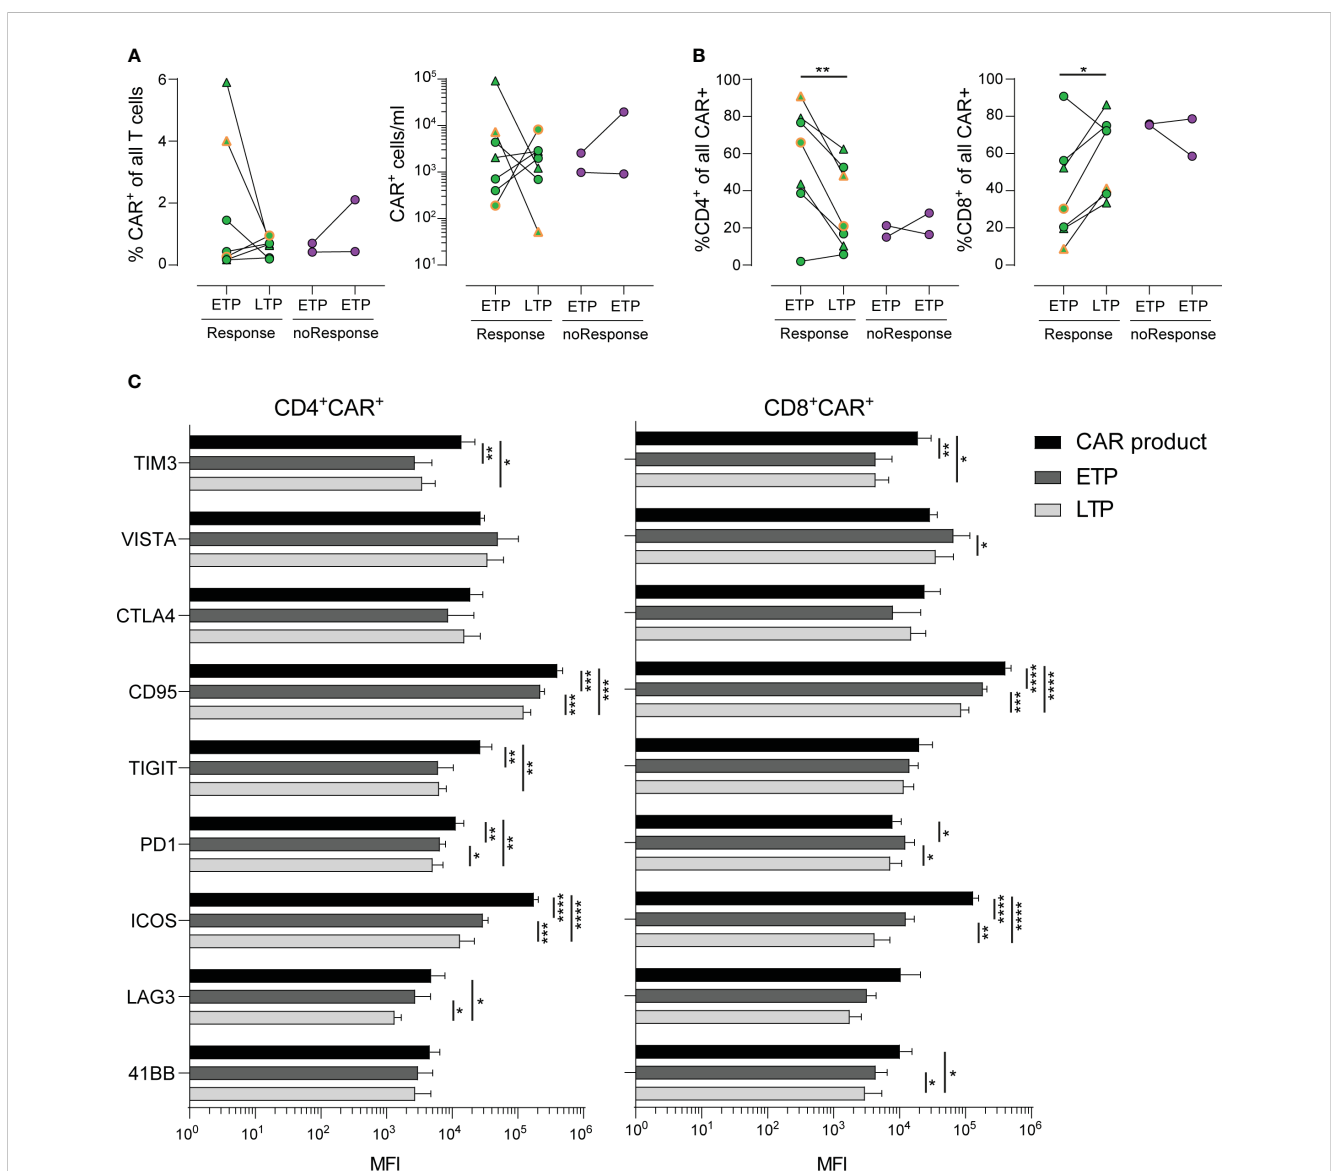 A
% CAR+ of all T cells
6
4
2
0
ETP LTP ETP ETP
Response noResponse
CAR+ cells/ml
10^5
10^4
10^3
10^2
10^1
ETP LTP ETP ETP
Response noResponse
B
%CD4+ of all CAR+
100
80
60
40
20
0
**
ETP LTP ETP ETP
Response noResponse
%CD8+ of all CAR+
100
80
60
40
20
0
*
ETP LTP ETP ETP
Response noResponse
C
CD4+CAR+
TIM3
** *
VISTA
CTLA4
CD95
*** *** ***
TIGIT
** **
PD1
* ** **
ICOS
*** **** ****
LAG3
* *
41BB
10^0 10^1 10^2 10^3 10^4 10^5 10^6
MFI
CD8+CAR+
** *
*
*** **** ****
* *
** **** ****
* *
10^0 10^1 10^2 10^3 10^4 10^5 10^6
MFI
CAR product
ETP
LTP